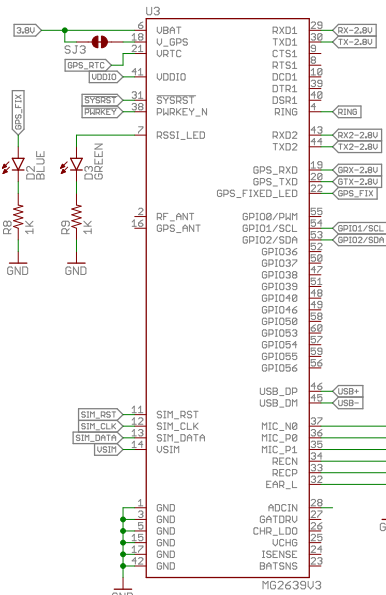 U3
3.8V
6 VBAT
18 V_GPS
SJ3
21 VRTC
GPS_RTC
VDDIO 41 VDDIO
SYSRST 31 SYSRST
PWRKEY 38 PWRKEY_N
7 RSSI_LED
GPS_FIX
D2
BLUE
D3
GREEN
R8
1K
R9
1K
GND
GND
2 RF_ANT
16 GPS_ANT
SIM_RST 11 SIM_RST
SIM_CLK 12 SIM_CLK
SIM_DATA 13 SIM_DATA
VSIM 14 VSIM
1 GND
3 GND
5 GND
15 GND
17 GND
42 GND
GND
RXD1 29 RX-2.8V
TXD1 30 TX-2.8V
CTS1 9
RTS1 8
DCD1 10
DTR1 39
DSR1 40
RING 4 RING
RXD2 43 RX2-2.8V
TXD2 44 TX2-2.8V
GPS_RXD 19 GRX-2.8V
GPS_TXD 20 GTX-2.8V
GPS_FIXED_LED 22 GPS_FIX
GPIO0/PWM 55
GPIO1/SCL 54 GPIO1/SCL
GPIO2/SDA 53 GPIO2/SDA
GPIO36 52
GPIO37 50
GPIO38 47
GPIO39 51
GPIO40 48
GPIO46 49
GPIO50 58
GPIO53 60
GPIO54 57
GPIO55 59
GPIO56 56
USB_DP 46 USB+
USB_DM 45 USB-
MIC_N0 37
MIC_P0 36
MIC_P1 35
RECN 34
RECP 33
EAR_L 32
ADCIN 28
GATDRV 27
CHR_LDO 26
VCHG 25
ISENSE 24
BATSNS 23
MG2639V3